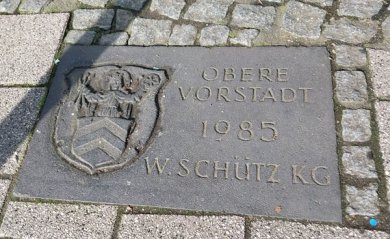 OBERE
VORSTADT
1985
W. SCHÜTZ KG